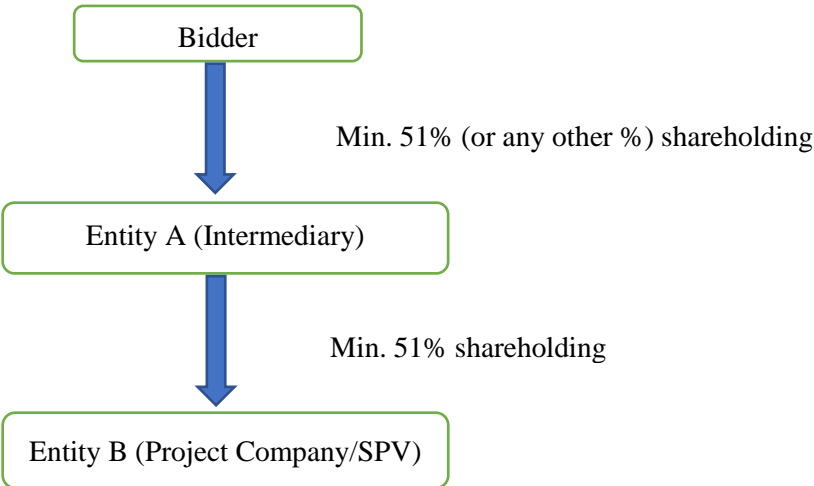 Bidder
Min. 51% (or any other %) shareholding
Entity A (Intermediary)
Min. 51% shareholding
Entity B (Project Company/SPV)